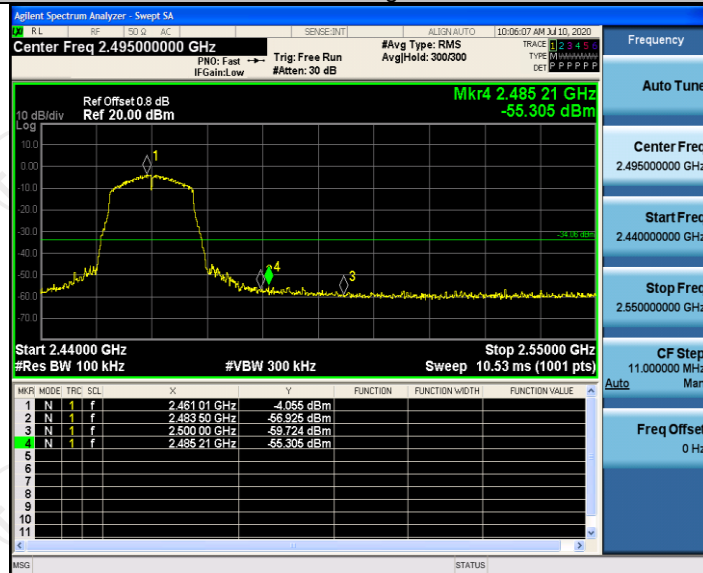 Agilent Spectrum Analyzer - Swept SA
RL RF 50 Ω AC SENSE:INT ALIGN AUTO 10:06:07 AM Jul 10, 2020
Center Freq 2.495000000 GHz
#Avg Type: RMS
TRACE 1 2 3 4 5 6
PNO: Fast Trig: Free Run Avg|Hold: 300/300 TYPE M
IFGain:Low #Atten: 30 dB DET P P P P P P
Mkr4 2.485 21 GHz
-55.305 dBm
Ref Offset 0.8 dB
10 dB/div Ref 20.00 dBm
Log
10.0
0.00
-10.0
-20.0
-30.0
-40.0
-50.0
-60.0
-70.0
1
4
3
-34.06 dBm
Start 2.44000 GHz Stop 2.55000 GHz
#Res BW 100 kHz #VBW 300 kHz Sweep 10.53 ms (1001 pts)
MKR MODE TRC SCL X Y FUNCTION FUNCTION WIDTH FUNCTION VALUE
1 N 1 f 2.461 01 GHz -4.055 dBm
2 N 1 f 2.483 50 GHz -56.925 dBm
3 N 1 f 2.500 00 GHz -59.724 dBm
4 N 1 f 2.485 21 GHz -55.305 dBm
5
6
7
8
9
10
11
MSG STATUS
Frequency
Auto Tune
Center Freq
2.495000000 GHz
Start Freq
2.440000000 GHz
Stop Freq
2.550000000 GHz
CF Step
11.000000 MHz
Auto Man
Freq Offset
0 Hz